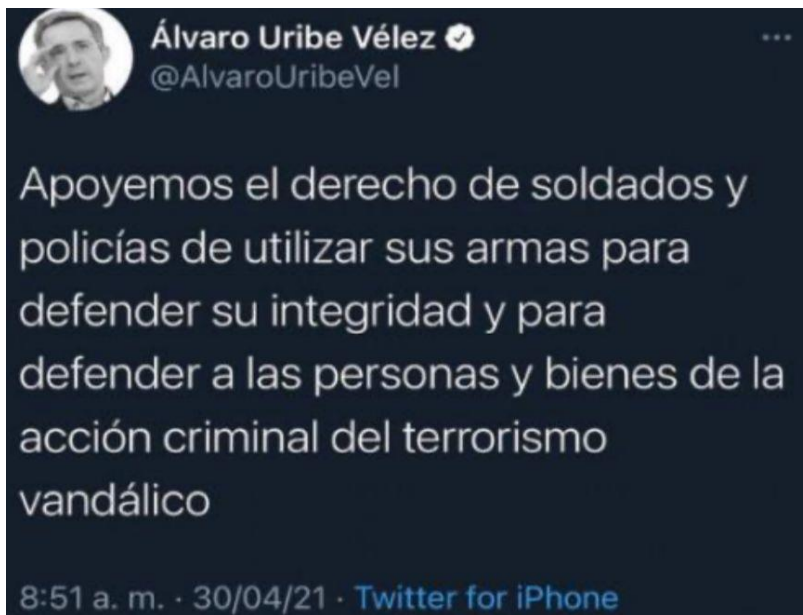 Álvaro Uribe Vélez
@AlvaroUribeVel
Apoyemos el derecho de soldados y
policías de utilizar sus armas para
defender su integridad y para
defender a las personas y bienes de la
acción criminal del terrorismo
vandálico
8:51 a. m. · 30/04/21 · Twitter for iPhone